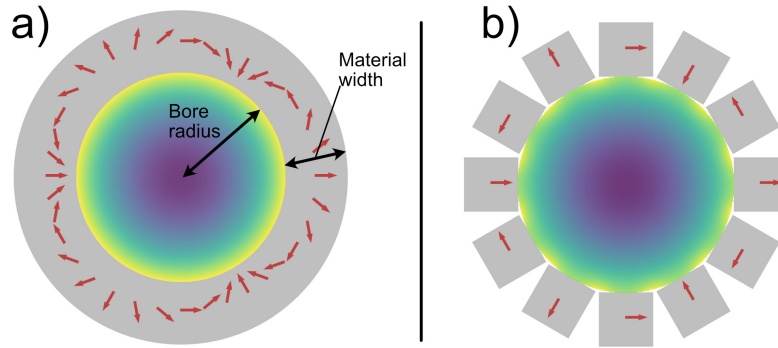 a)
Material
width
Bore
radius
b)